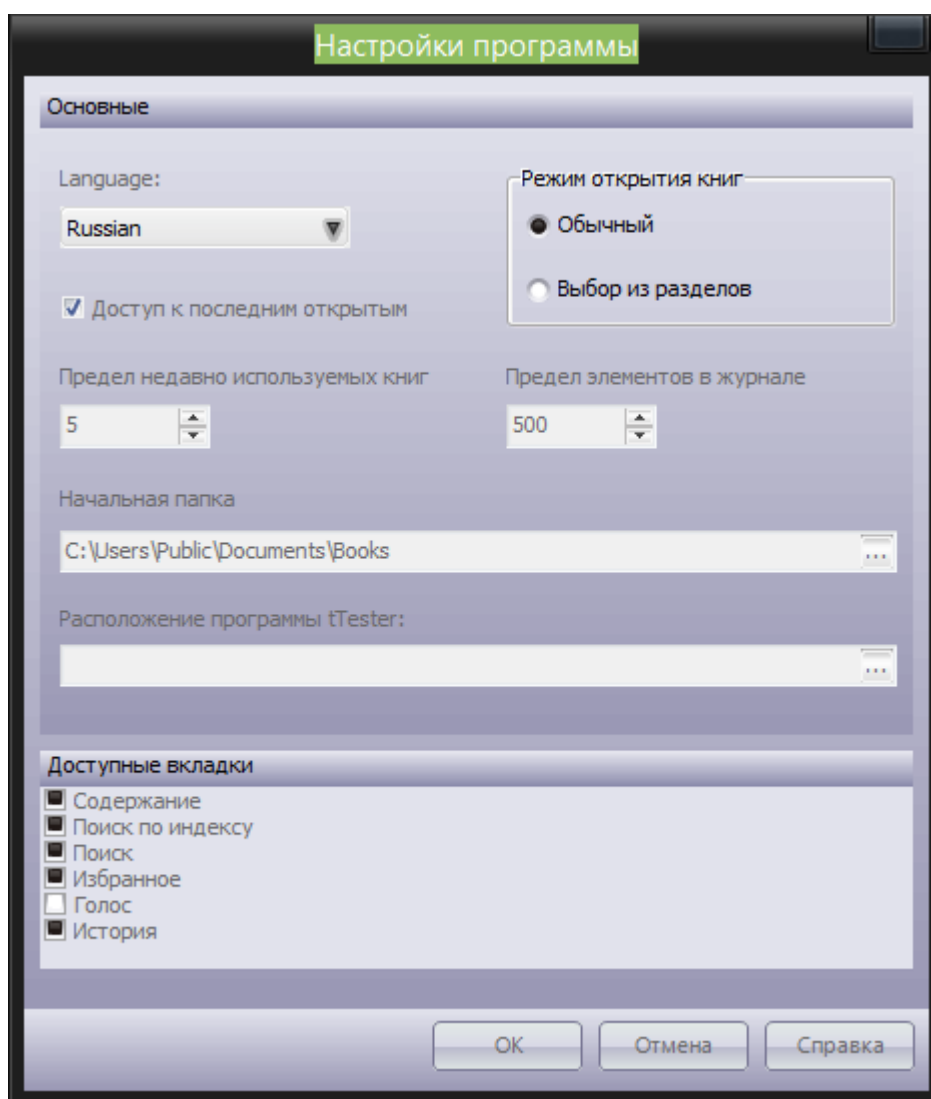 Настройки программы
Основные
Language:
Russian
Режим открытия книг
Обычный
Выбор из разделов
Доступ к последним открытым
Предел недавно используемых книг
Предел элементов в журнале
5
500
Начальная папка
C:\Users\Public\Documents\Books
...
Расположение программы tTester:
...
Доступные вкладки
Содержание
Поиск по индексу
Поиск
Избранное
Голос
История
OK
Отмена
Справка